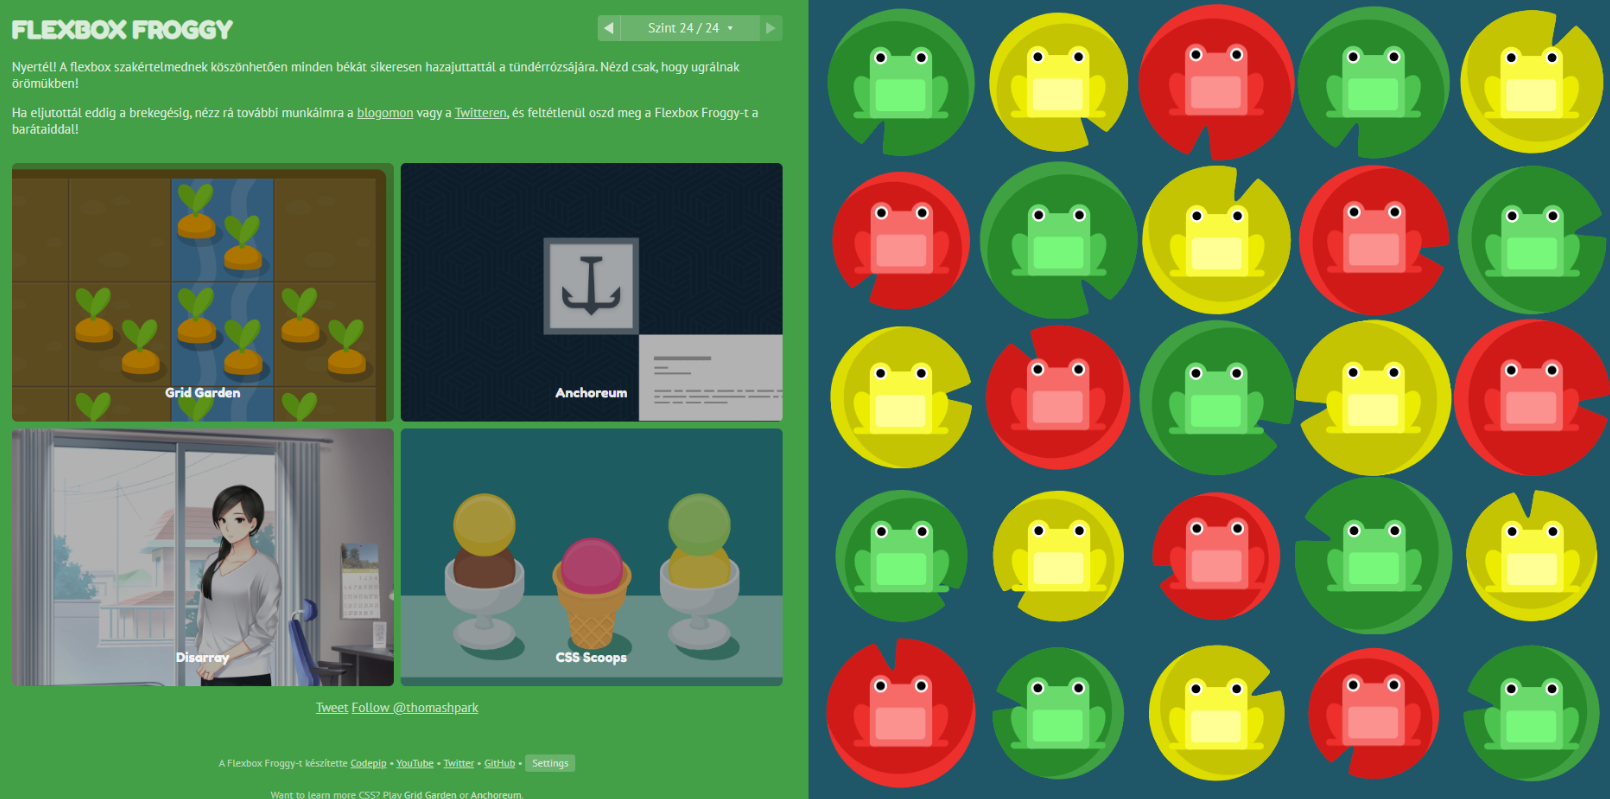 FLEXBOX FROGGY
Szint 24 / 24
Nyertél! A flexbox szakértelmednek köszönhetően minden békát sikeresen hazajuttattál a tündérrózsájára. Nézd csak, hogy ugrálnak
örömükben!
Ha eljutottál eddig a brekegésig, nézz rá további munkáimra a blogomon vagy a Twitteren, és feltétlenül oszd meg a Flexbox Froggy-t a
barátaiddal!
Grid Garden
Anchoreum
Disarray
CSS Scoops
Tweet Follow @thomashpark
A Flexbox Froggy-t készítette Codepip • YouTube • Twitter • GitHub • Settings
Want to learn more CSS? Play Grid Garden or Anchoreum.